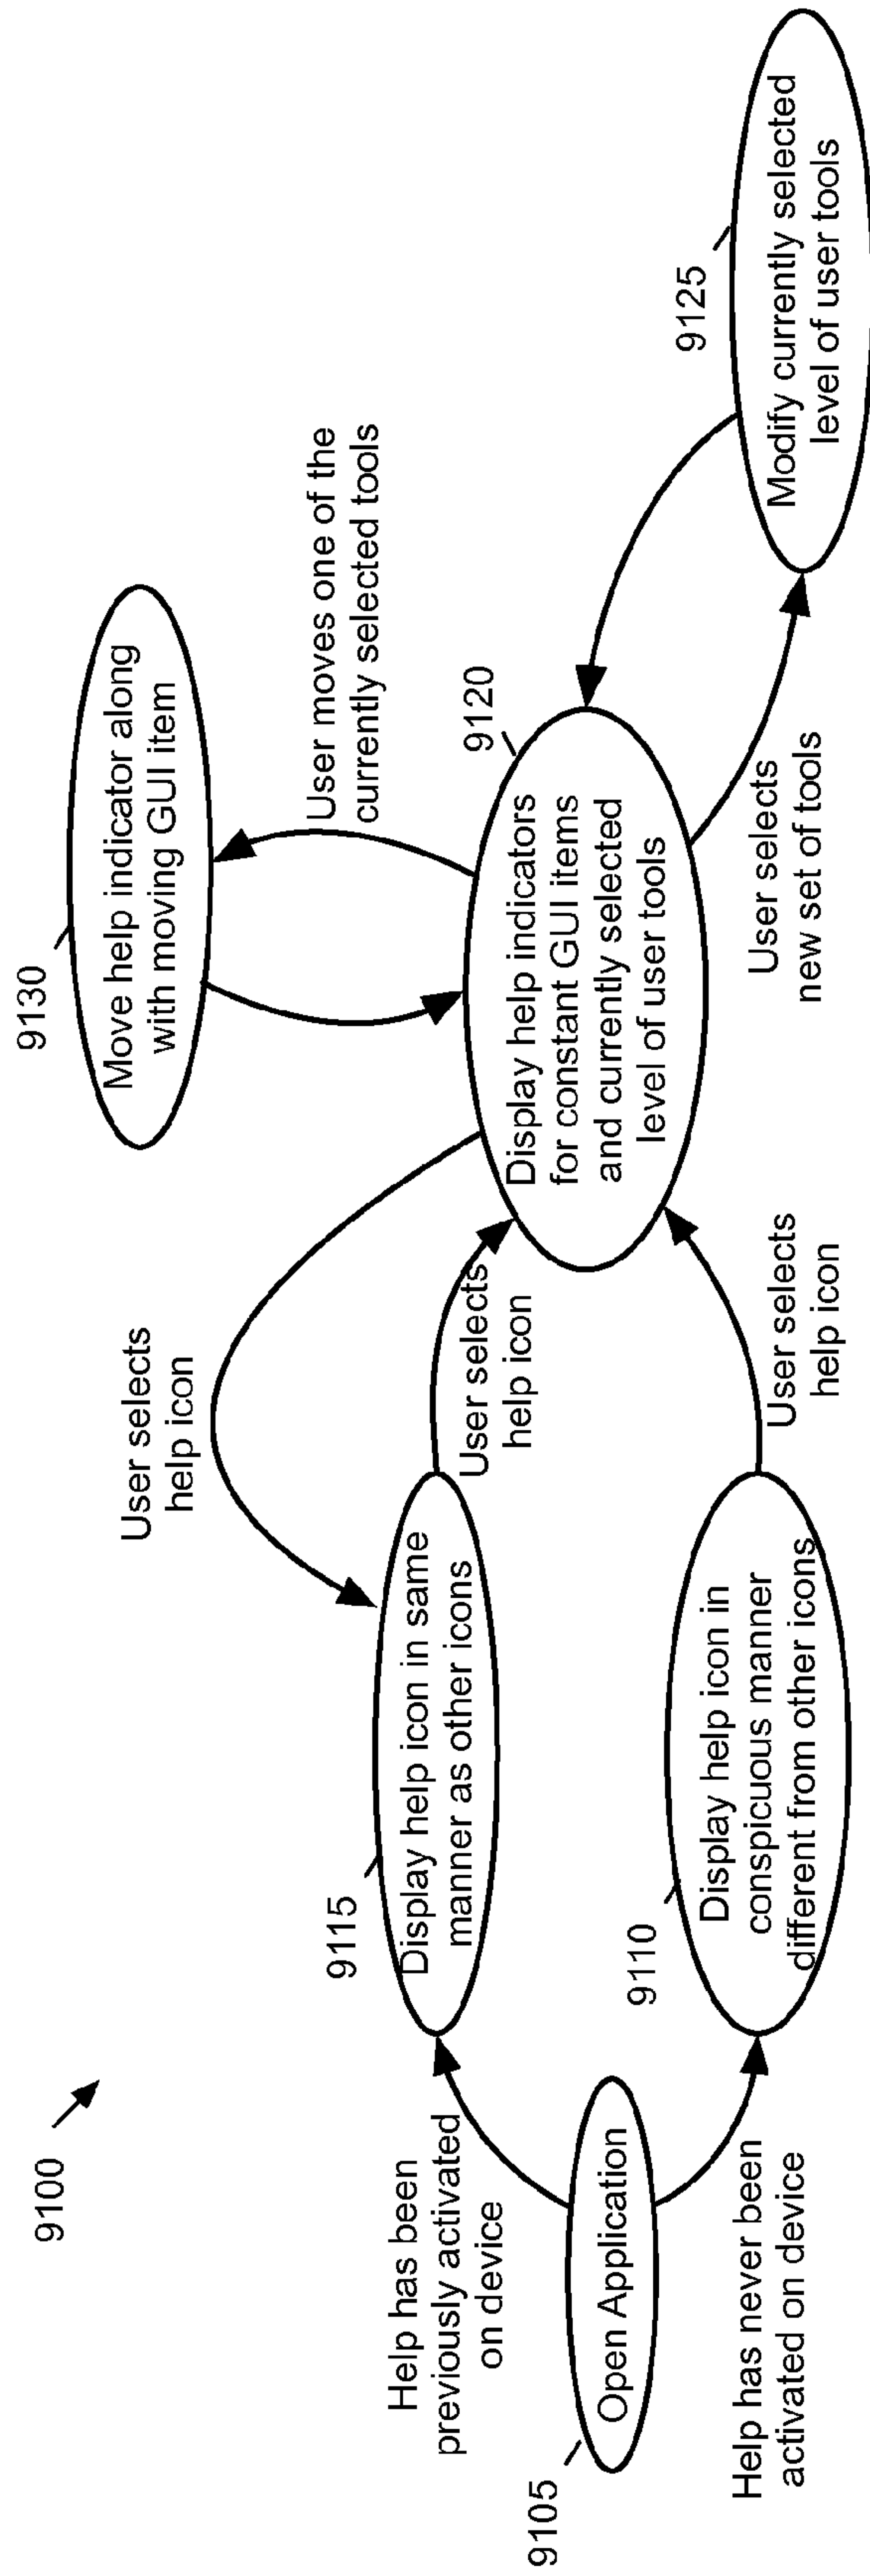 9100
9105
Open Application
Help has been
previously activated
on device
Help has never been
activated on device
9115
Display help icon in same
manner as other icons
9110
Display help icon in
conspicuous manner
different from other icons
User selects
help icon
User selects
help icon
User selects
help icon
9120
Display help indicators
for constant GUI items
and currently selected
level of user tools
9130
Move help indicator along
with moving GUI item
User moves one of the
currently selected tools
User selects
new set of tools
9125
Modify currently selected
level of user tools